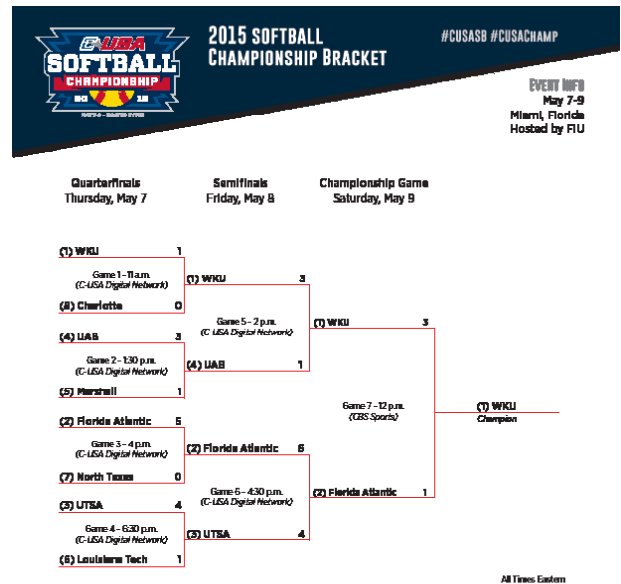 2015 SOFTBALL
CHAMPIONSHIP BRACKET
#CUSASB #CUSACHAMP
C-USA
SOFTBALL
CHAMPIONSHIP
20 15
EVENT INFO
May 7-9
Miami, Florida
Hosted by FIU
Quarterfinals
Thursday, May 7
Semifinals
Friday, May 8
Championship Game
Saturday, May 9
(1) WKU 1
Game 1 - 11 a.m.
(C-USA Digital Network)
(8) Charlotte 0
(4) UAB 3
Game 2 - 1:30 p.m.
(C-USA Digital Network)
(5) Marshall 1
(2) Florida Atlantic 5
Game 3 - 4 p.m.
(C-USA Digital Network)
(7) North Texas 0
(3) UTSA 4
Game 4 - 6:30 p.m.
(C-USA Digital Network)
(6) Louisiana Tech 1
(1) WKU 3
Game 5 - 2 p.m.
(C-USA Digital Network)
(4) UAB 1
(2) Florida Atlantic 6
Game 6 - 4:30 p.m.
(C-USA Digital Network)
(3) UTSA 4
(1) WKU 3
Game 7 - 12 p.m.
(CBS Sports)
(2) Florida Atlantic 1
(1) WKU
Champion
All Times Eastern